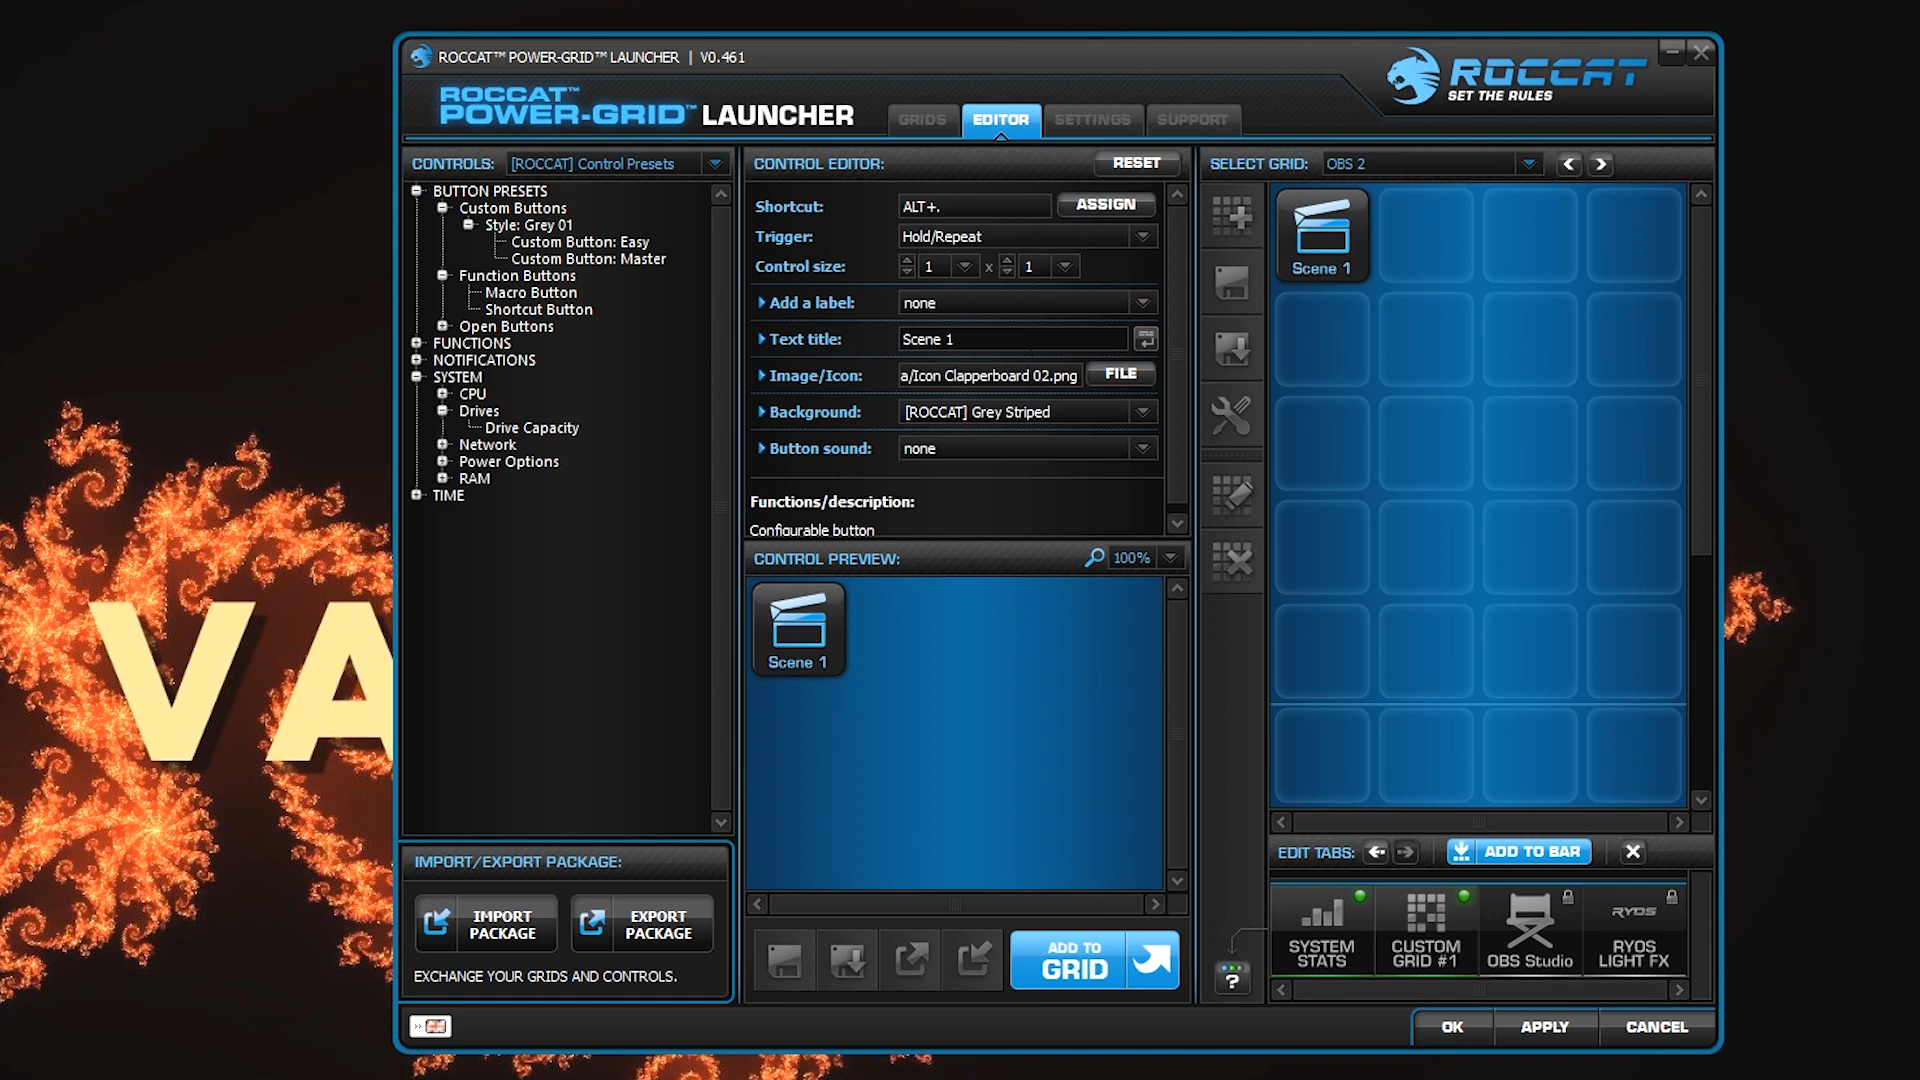 ROCCAT™ POWER-GRID™ LAUNCHER | V0.461
ROCCAT™
POWER-GRID™ LAUNCHER
GRIDS
EDITOR
SETTINGS
SUPPORT
ROCCAT
SET THE RULES
CONTROLS:
[ROCCAT] Control Presets
BUTTON PRESETS
Custom Buttons
Style: Grey 01
Custom Button: Easy
Custom Button: Master
Function Buttons
Macro Button
Shortcut Button
Open Buttons
FUNCTIONS
NOTIFICATIONS
SYSTEM
CPU
Drives
Drive Capacity
Network
Power Options
RAM
TIME
IMPORT/EXPORT PACKAGE:
IMPORT
PACKAGE
EXPORT
PACKAGE
EXCHANGE YOUR GRIDS AND CONTROLS.
CONTROL EDITOR:
RESET
Shortcut:
ALT+.
ASSIGN
Trigger:
Hold/Repeat
Control size:
1 x 1
Add a label:
none
Text title:
Scene 1
Image/Icon:
a/Icon Clapperboard 02.png
FILE
Background:
[ROCCAT] Grey Striped
Button sound:
none
Functions/description:
Configurable button
CONTROL PREVIEW:
100%
Scene 1
ADD TO
GRID
SELECT GRID:
OBS 2
< >
Scene 1
EDIT TABS:
ADD TO BAR
X
SYSTEM
STATS
CUSTOM
GRID #1
OBS Studio
RYOS
RYOS
LIGHT FX
?
OK
APPLY
CANCEL
VA